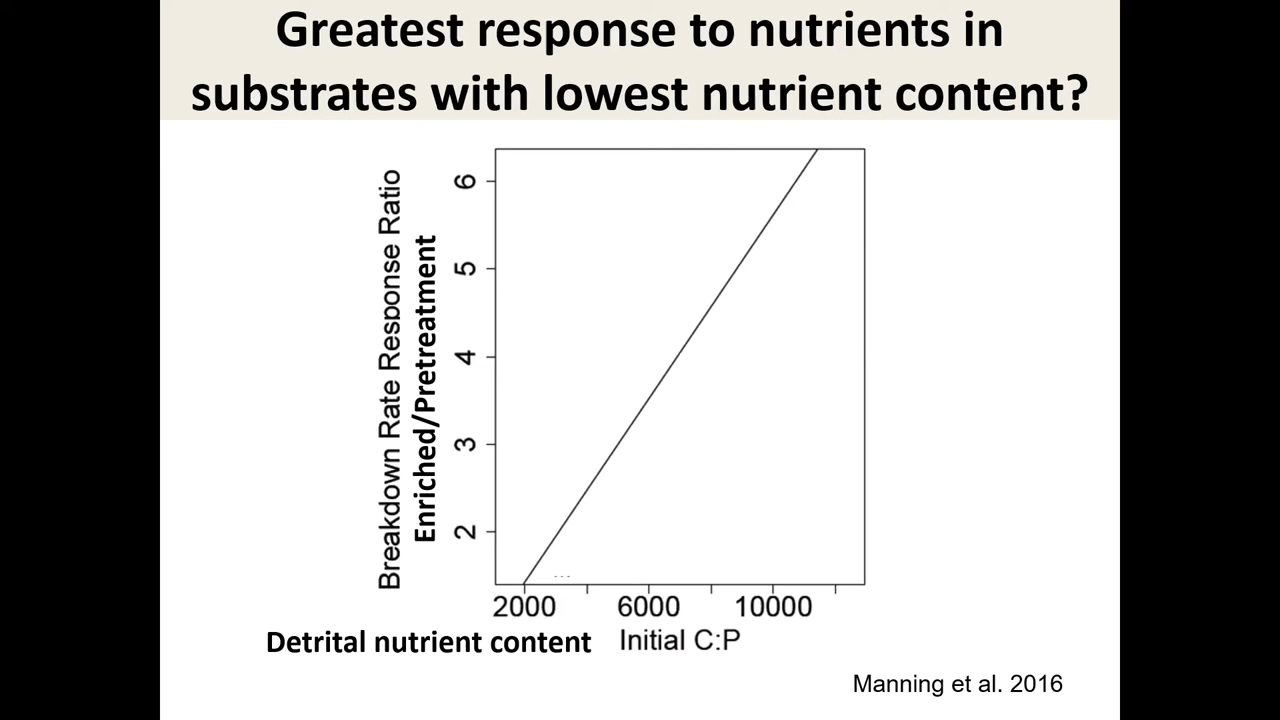 Greatest response to nutrients in
substrates with lowest nutrient content?
Breakdown Rate Response Ratio
Enriched/Pretreatment
6
5
4
3
2
2000 6000 10000
Detrital nutrient content Initial C:P
Manning et al. 2016